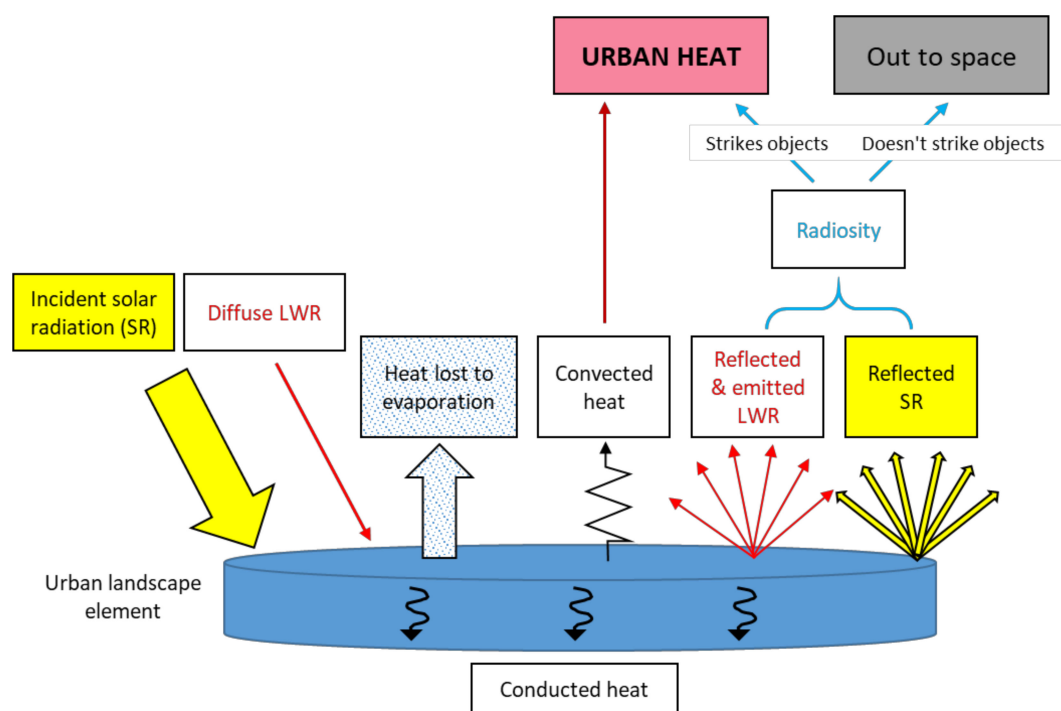 URBAN HEAT
Out to space
Strikes objects
Doesn't strike objects
Radiosity
Incident solar
radiation (SR)
Diffuse LWR
Heat lost to
evaporation
Convected
heat
Reflected
& emitted
LWR
Reflected
SR
Urban landscape
element
Conducted heat